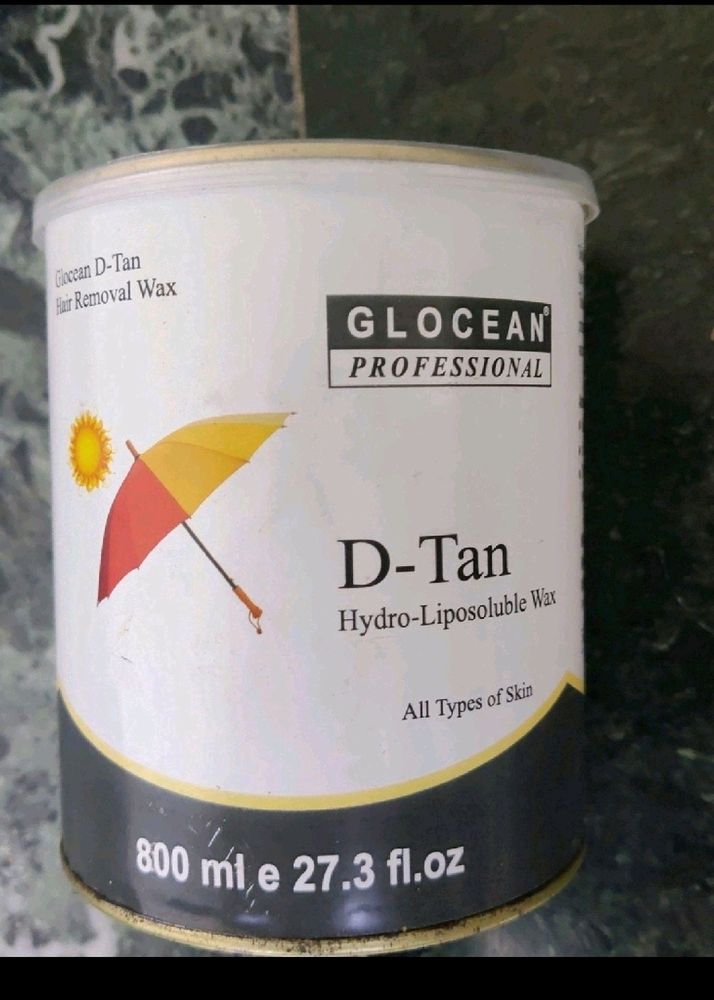 Glocean D-Tan
Hair Removal Wax
GLOCEAN®
PROFESSIONAL
D-Tan
Hydro-Liposoluble Wax
All Types of Skin
800 ml e 27.3 fl.oz